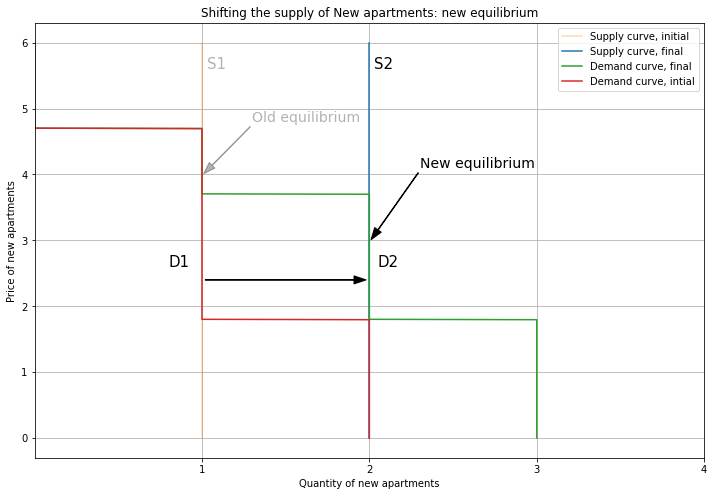 Shifting the supply of New apartments: new equilibrium
Supply curve, initial
Supply curve, final
Demand curve, final
Demand curve, intial
S1
S2
Old equilibrium
New equilibrium
D1
D2
Price of new apartments
6
5
4
3
2
1
0
1
2
3
4
Quantity of new apartments